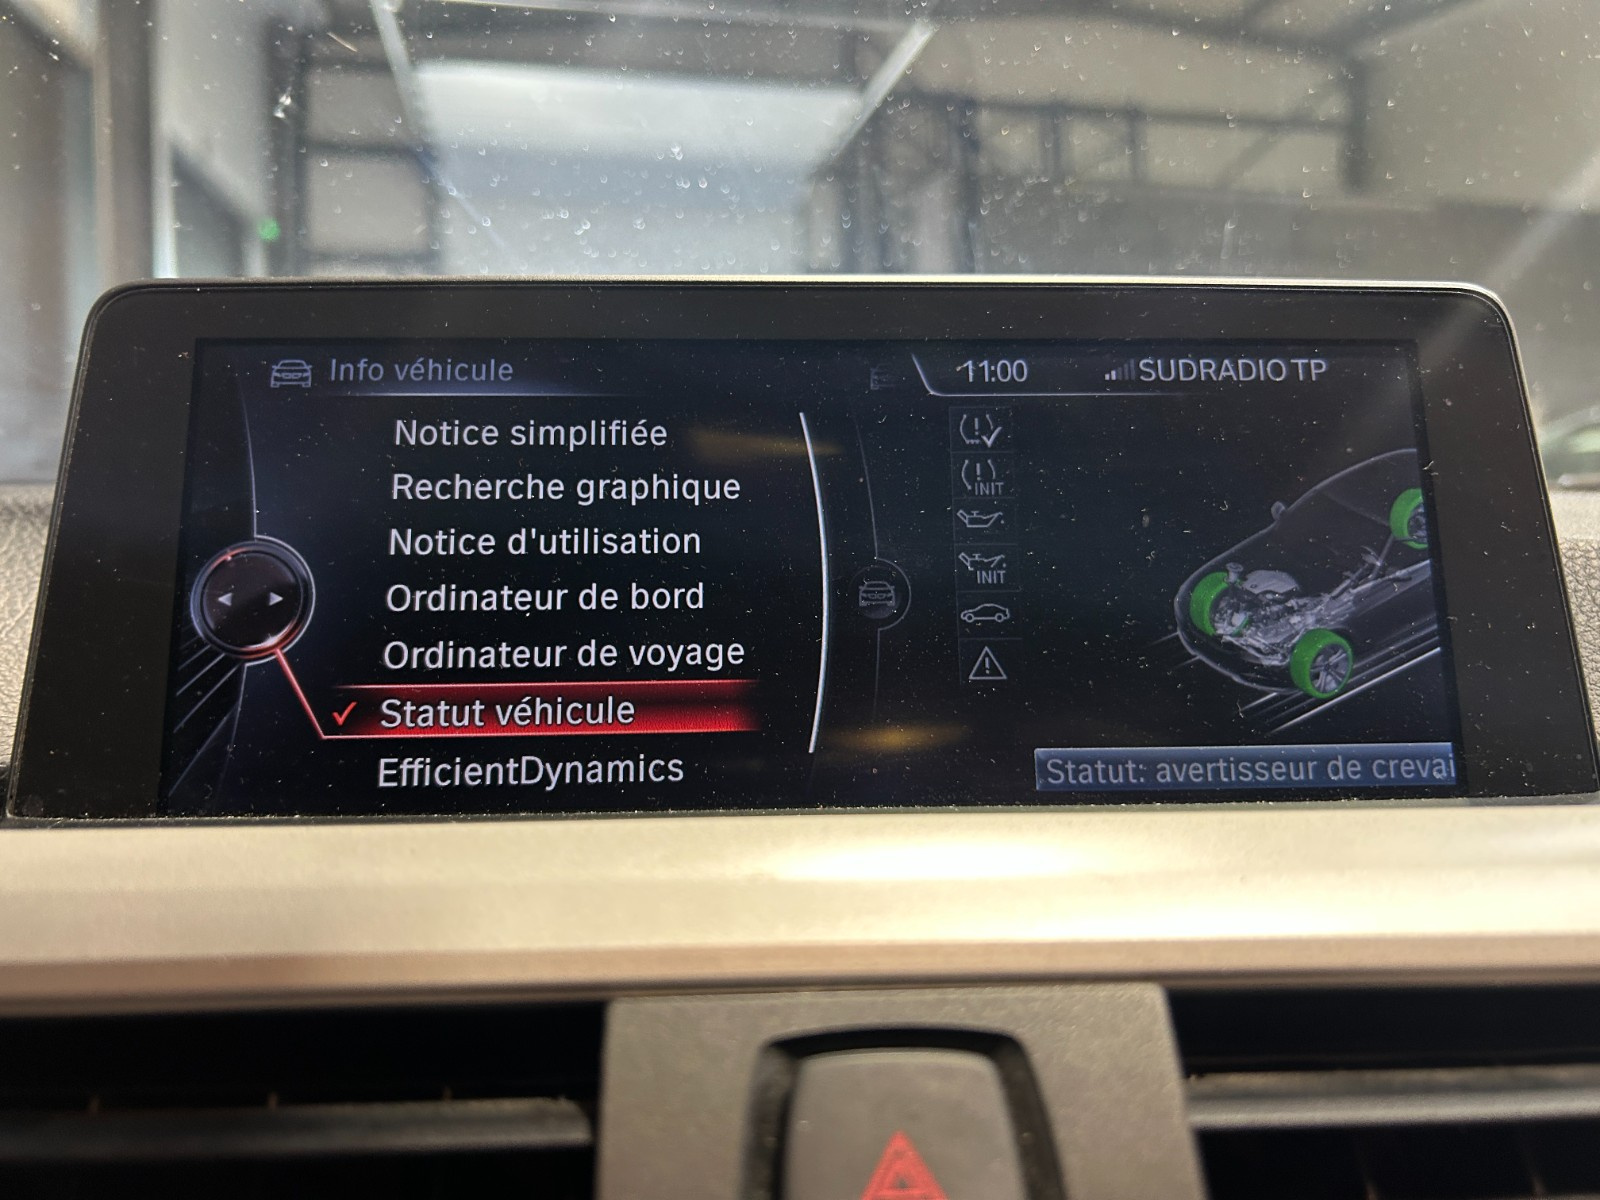 Info véhicule
11:00
SUDRADIO TP
Notice simplifiée
Recherche graphique
Notice d'utilisation
Ordinateur de bord
Ordinateur de voyage
Statut véhicule
EfficientDynamics
INIT
INIT
Statut: avertisseur de crevai